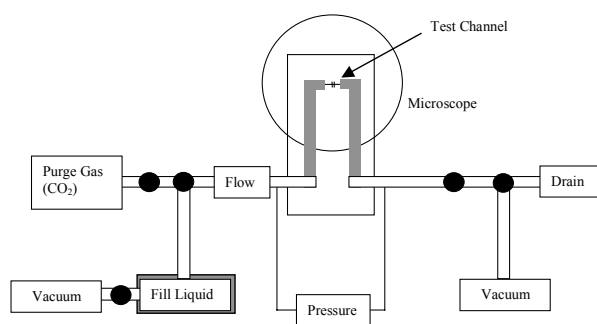 Test Channel
Microscope
Purge Gas
(CO₂)
Flow
Drain
Vacuum
Fill Liquid
Pressure
Vacuum